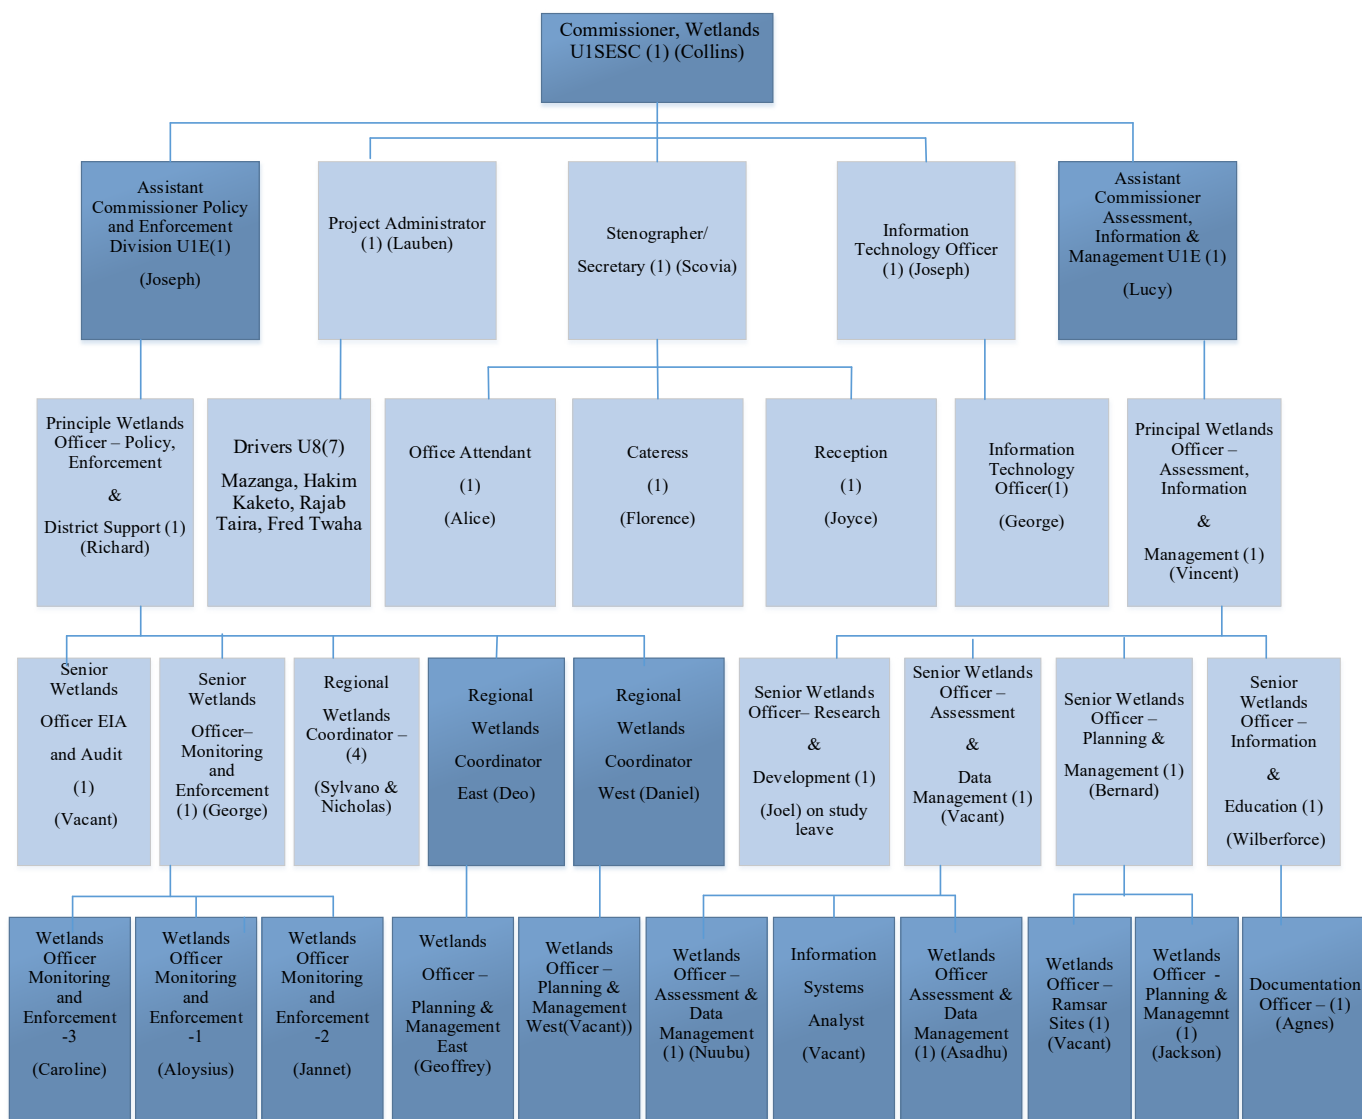 Commissioner, Wetlands
U1SESC (1) (Collins)
Assistant
Commissioner Policy
and Enforcement
Division U1E(1)
(Joseph)
Project Administrator
(1) (Lauben)
Stenographer/
Secretary (1) (Scovia)
Information
Technology Officer
(1) (Joseph)
Assistant
Commissioner
Assessment,
Information &
Management U1E (1)
(Lucy)
Principle Wetlands
Officer – Policy,
Enforcement
&
District Support (1)
(Richard)
Drivers U8(7)
Mazanga, Hakim
Kaketo, Rajab
Taira, Fred Twaha
Office Attendant
(1)
(Alice)
Cateress
(1)
(Florence)
Reception
(1)
(Joyce)
Information
Technology
Officer(1)
(George)
Principal Wetlands
Officer –
Assessment,
Information
&
Management (1)
(Vincent)
Senior
Wetlands
Officer EIA
and Audit
(1)
(Vacant)
Senior
Wetlands
Officer–
Monitoring
and
Enforcement
(1) (George)
Regional
Wetlands
Coordinator –
(4)
(Sylvano &
Nicholas)
Regional
Wetlands
Coordinator
East (Deo)
Regional
Wetlands
Coordinator
West (Daniel)
Senior Wetlands
Officer– Research
&
Development (1)
(Joel) on study
leave
Senior Wetlands
Officer –
Assessment
&
Data
Management (1)
(Vacant)
Senior Wetlands
Officer –
Planning &
Management (1)
(Bernard)
Senior
Wetlands
Officer –
Information
&
Education (1)
(Wilberforce)
Wetlands
Officer
Monitoring
and
Enforcement
-3
(Caroline)
Wetlands
Officer
Monitoring
and
Enforcement
-1
(Aloysius)
Wetlands
Officer
Monitoring
and
Enforcement
-2
(Jannet)
Wetlands
Officer –
Planning &
Management
East
(Geoffrey)
Wetlands
Officer –
Planning &
Management
West(Vacant))
Wetlands
Officer –
Assessment &
Data
Management
(1) (Nuubu)
Information
Systems
Analyst
(Vacant)
Wetlands
Officer
Assessment &
Data
Management
(1) (Asadhu)
Wetlands
Officer –
Ramsar
Sites (1)
(Vacant)
Wetlands
Officer -
Planning &
Managemnt
(1)
(Jackson)
Documentation
Officer – (1)
(Agnes)